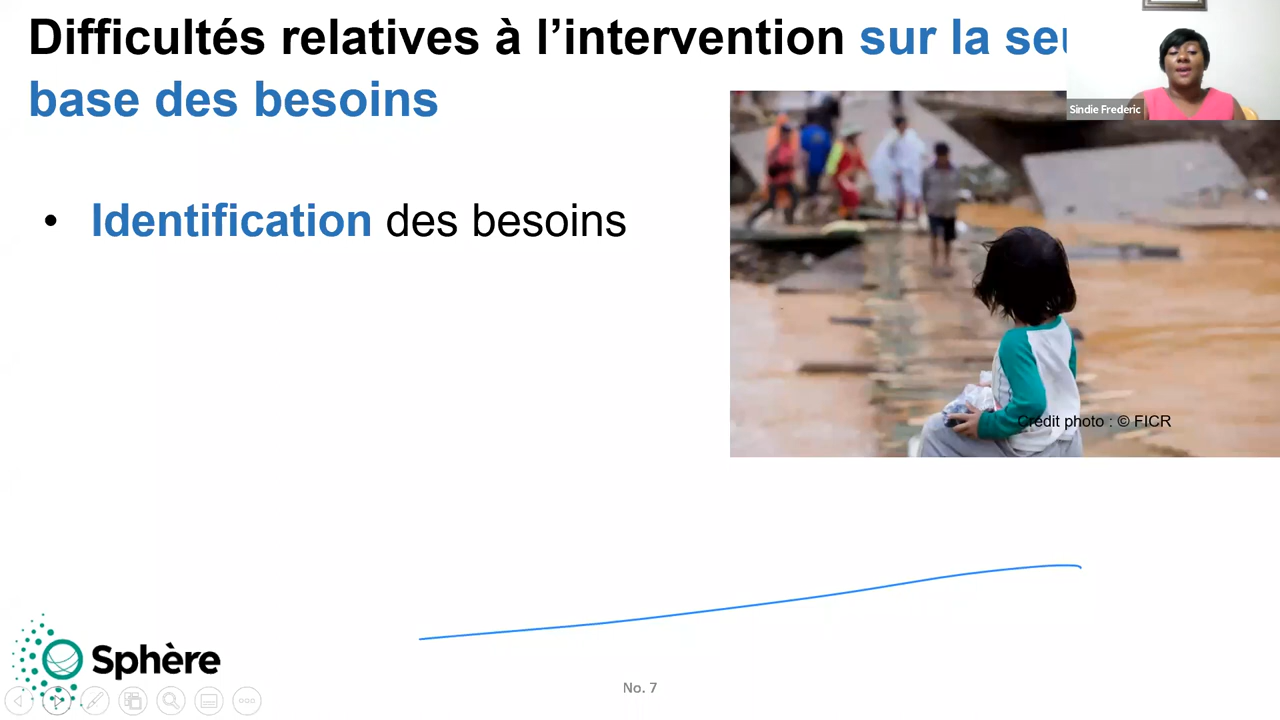 Difficultés relatives à l’intervention sur la
base des besoins
Sindie Frederic
• Identification des besoins
Crédit photo : © FICR
Sphère
No. 7